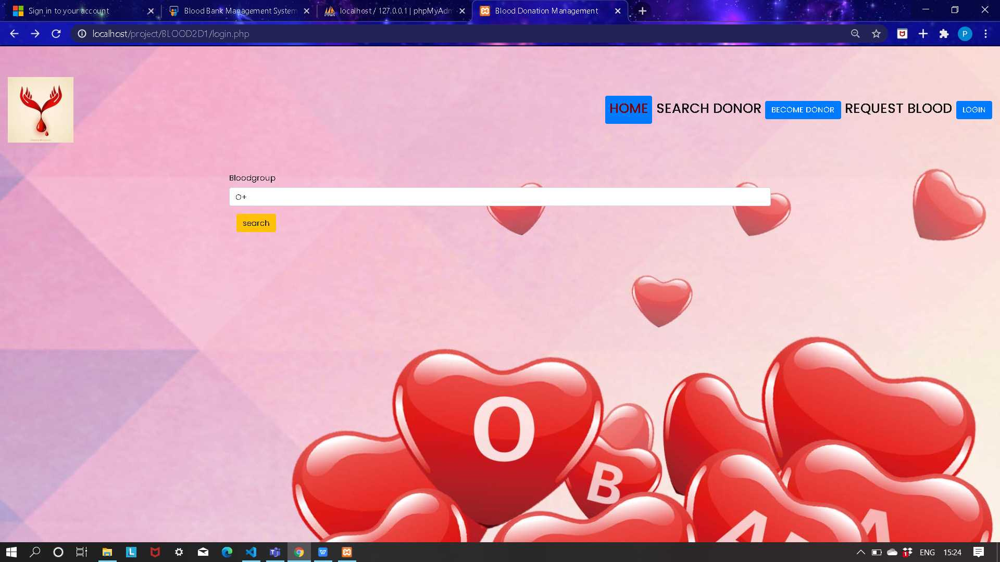 Sign in to your account
Blood Bank Management System
localhost / 127.0.0.1 | phpMyAdm
Blood Donation Management
localhost/project/BLOOD2D1/login.php
P
HOME SEARCH DONOR BECOME DONOR REQUEST BLOOD LOGIN
Bloodgroup
O+
search
O
B
A
A
ENG 15:24